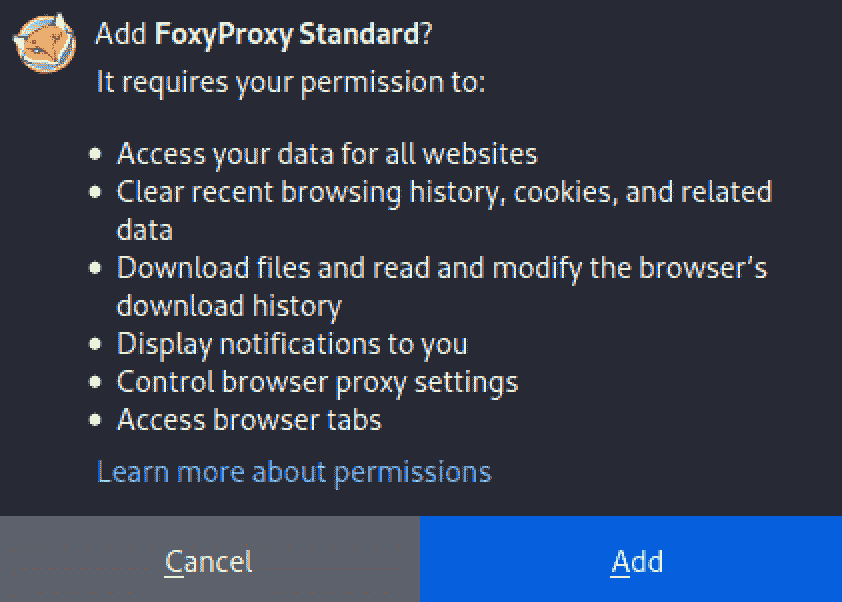 Add FoxyProxy Standard?
It requires your permission to:
• Access your data for all websites
• Clear recent browsing history, cookies, and related
data
• Download files and read and modify the browser’s
download history
• Display notifications to you
• Control browser proxy settings
• Access browser tabs
Learn more about permissions
Cancel
Add